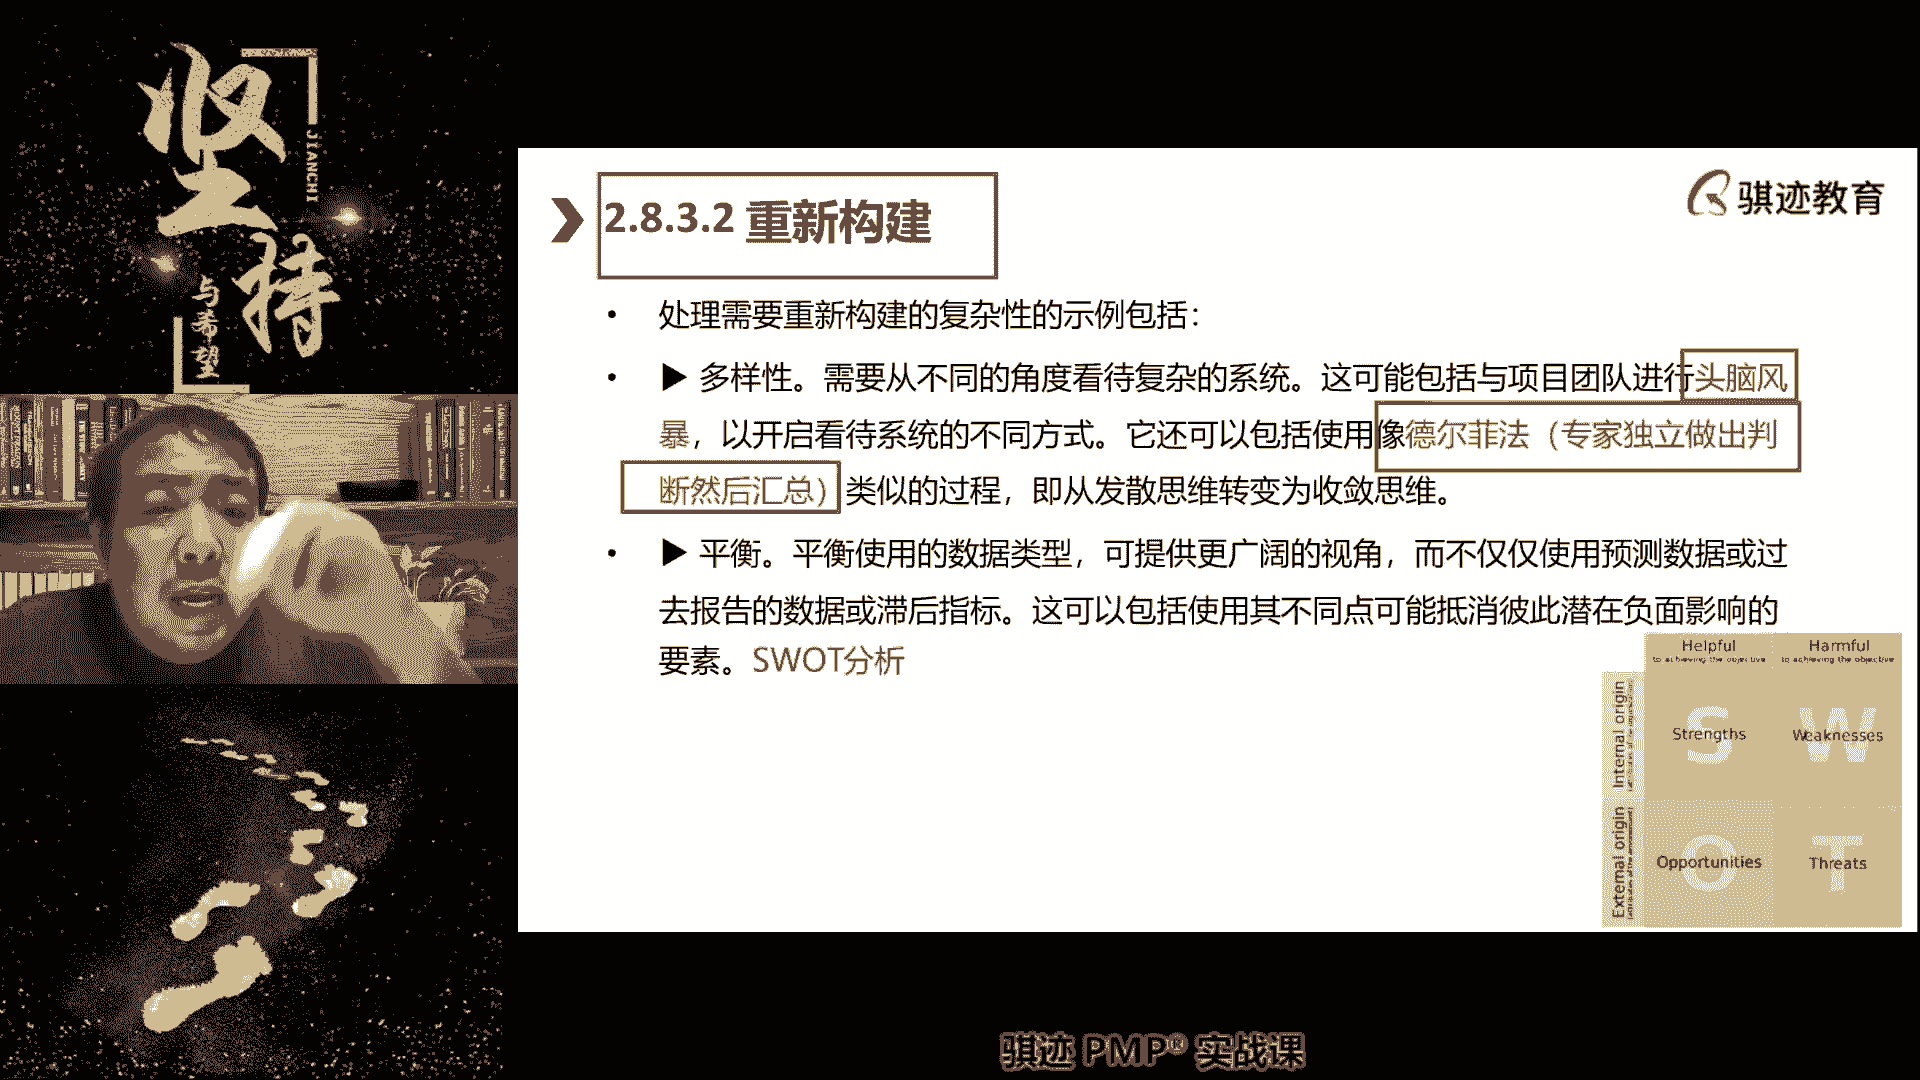 坚持
JIANCHI
与希望
2.8.3.2 重新构建
骐迹教育
• 处理需要重新构建的复杂性的示例包括：
• ▶ 多样性。需要从不同的角度看待复杂的系统。这可能包括与项目团队进行头脑风
暴，以开启看待系统的不同方式。它还可以包括使用像德尔菲法（专家独立做出判
断然后汇总）类似的过程，即从发散思维转变为收敛思维。
• ▶ 平衡。平衡使用的数据类型，可提供更广阔的视角，而不仅仅使用预测数据或过
去报告的数据或滞后指标。这可以包括使用其不同点可能抵消彼此潜在负面影响的
要素。SWOT分析
Helpful
to achieving the objective
Harmful
to achieving the objective
Internal origin
S
Strengths
W
Weaknesses
External origin
O
Opportunities
T
Threats
骐迹 PMP® 实战课